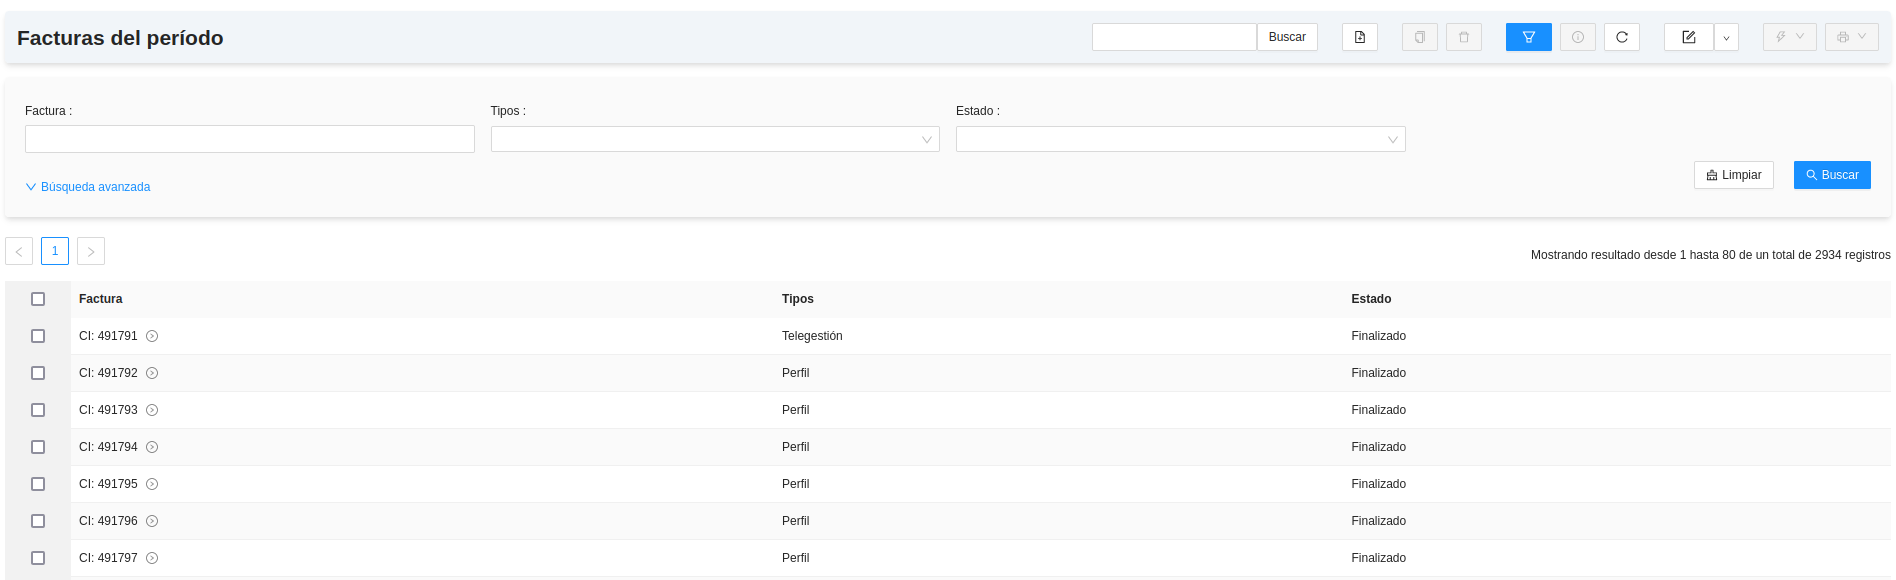 Facturas del período
Buscar
Factura :
Tipos :
Estado :
Búsqueda avanzada
Limpiar
Buscar
1
Mostrando resultado desde 1 hasta 80 de un total de 2934 registros
Factura Tipos Estado
CI: 491791 Telegestión Finalizado
CI: 491792 Perfil Finalizado
CI: 491793 Perfil Finalizado
CI: 491794 Perfil Finalizado
CI: 491795 Perfil Finalizado
CI: 491796 Perfil Finalizado
CI: 491797 Perfil Finalizado